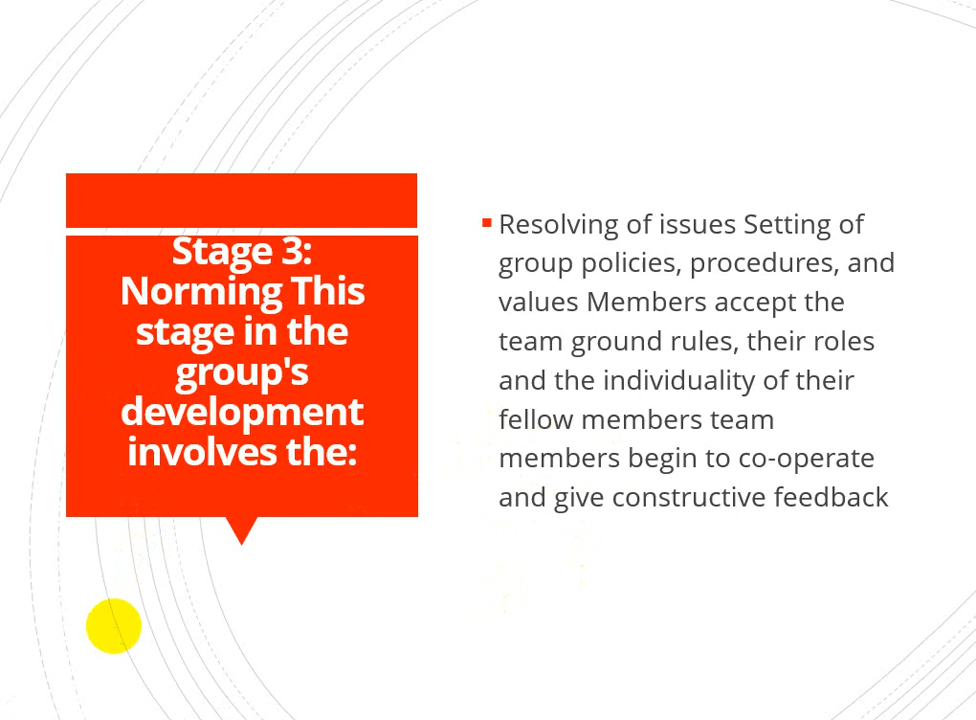 Stage 3:
Norming This
stage in the
group's
development
involves the:
Resolving of issues Setting of
group policies, procedures, and
values Members accept the
team ground rules, their roles
and the individuality of their
fellow members team
members begin to co-operate
and give constructive feedback